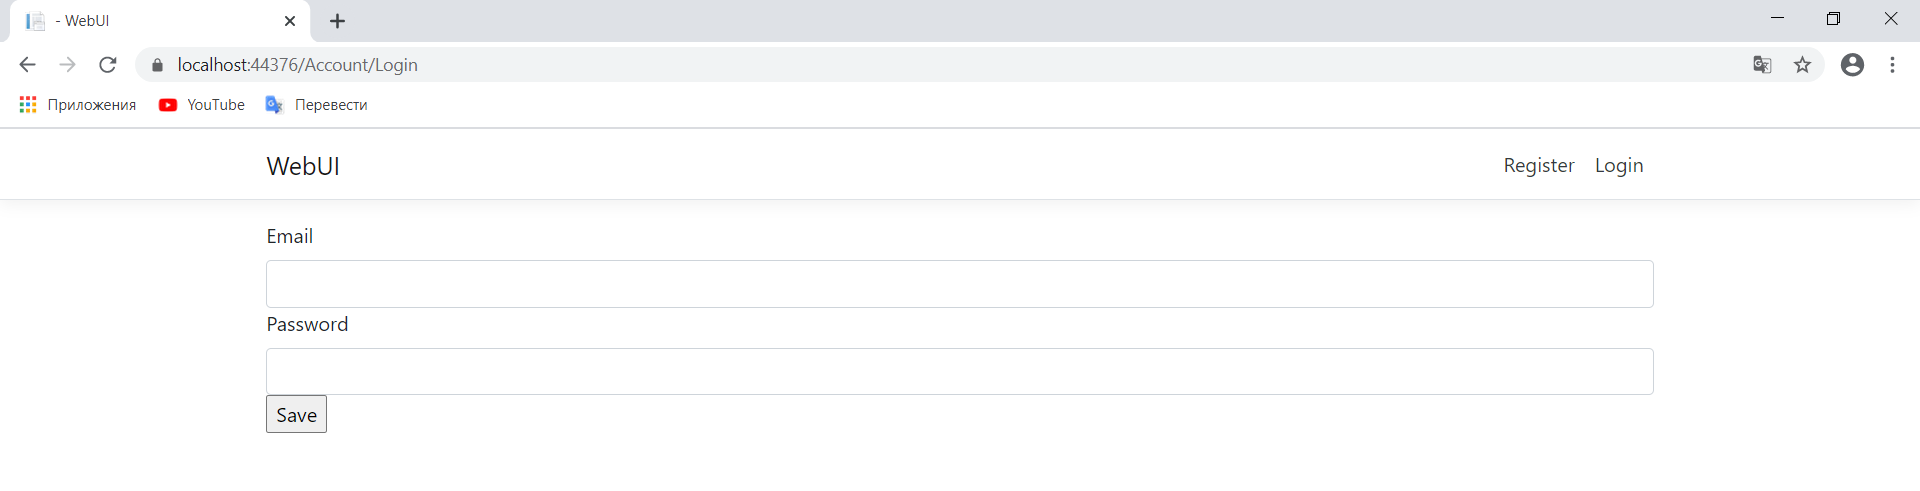 - WebUI
localhost:44376/Account/Login
Приложения YouTube Перевести
WebUI Register Login
Email
Password
Save